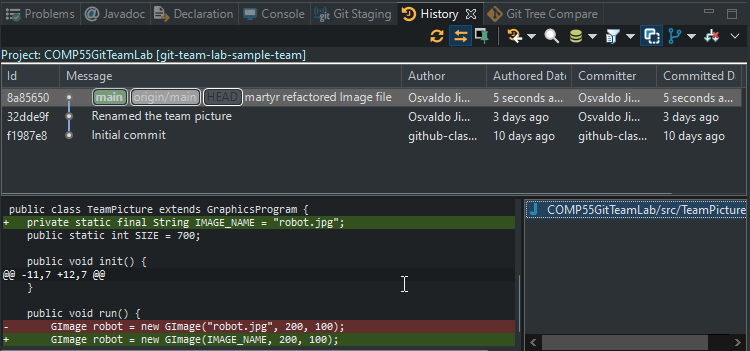 Problems @ Javadoc Declaration Console Git Staging History Git Tree Compare
Project: COMP55GitTeamLab [git-team-lab-sample-team]
Id Message Author Authored Date Committer Committed D
8a85650 main origin/main HEAD martyr refactored Image file Osvaldo Ji... 5 seconds a... Osvaldo Ji... 5 seconds a...
32dde9f Renamed the team picture Osvaldo Ji... 3 days ago Osvaldo Ji... 3 days ago
f1987e8 Initial commit github-clas... 10 days ago github-clas... 10 days ago
public class TeamPicture extends GraphicsProgram {
+ private static final String IMAGE_NAME = "robot.jpg";
public static int SIZE = 700;
public void init() {
@@ -11,7 +12,7 @@
}
public void run() {
- GImage robot = new GImage("robot.jpg", 200, 100);
+ GImage robot = new GImage(IMAGE_NAME, 200, 100);
COMP55GitTeamLab/src/TeamPicture